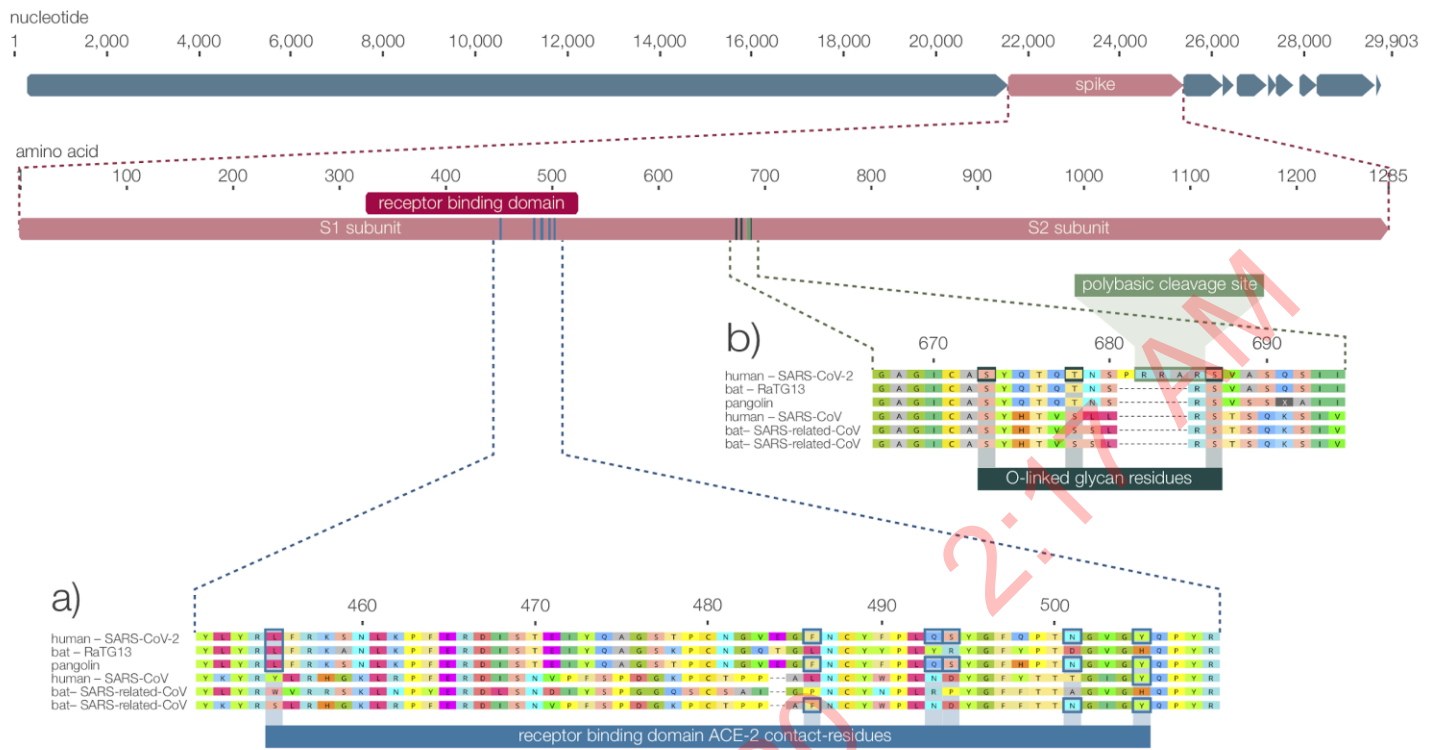 nucleotide
1 2,000 4,000 6,000 8,000 10,000 12,000 14,000 16,000 18,000 20,000 22,000 24,000 26,000 28,000 29,903
spike
amino acid
100 200 300 400 500 600 700 800 900 1000 1100 1200 1285
receptor binding domain
S1 subunit S2 subunit
polybasic cleavage site
b)
670 680 690
human – SARS-CoV-2 G A G I C A S Y Q T Q T N S P R R A R S V A S Q S I I
bat – RaTG13 G A G I C A S Y Q T Q T N S - - - - R S V A S Q S I I
pangolin G A G I C A S Y Q T Q T N S - - - - R S V S S X A I I
human – SARS-CoV G A G I C A S Y H T V S L L - - - - R S T S Q K S I V
bat– SARS-related-CoV G A G I C A S Y H T V S S L - - - - R S T S Q K S I V
bat– SARS-related-CoV G A G I C A S Y H T V S S L - - - - R S T S Q K S I V
O-linked glycan residues
2:17 AM
a)
460 470 480 490 500
human – SARS-CoV-2 Y L Y R L F R K S N L K P F E R D I S T E I Y Q A G S T P C N G V E G F N C Y F P L Q S Y G F Q P T N G V G Y Q P Y R
bat – RaTG13 Y L Y R L F R K A N L K P F E R D I S T E I Y Q A G S K P C N G Q T G L N C Y Y P L Y R Y G F Y P T D G V G H Q P Y R
pangolin Y L Y R L F R K S N L K P F E R D I S T E I Y Q A G S T P C N G V E G F N C Y F P L Q S Y G F H P T N G V G Y Q P Y R
human – SARS-CoV Y K Y R Y L R H G K L R P F E R D I S N V P F S P D G K P C T P P - A L N C Y W P L N D Y G F Y T T T G I G Y Q P Y R
bat– SARS-related-CoV Y L Y R W V R R S K L N P Y E R D L S N D I Y S P G G Q S C S A I - G P N C Y N P L R P Y G F F T T A G V G H Q P Y R
bat– SARS-related-CoV Y K Y R S L R H G K L R P F E R D I S N V P F S P D G K P C T P P - A F N C Y W P L N D Y G F F T T N G I G Y Q P Y R
receptor binding domain ACE-2 contact-residues